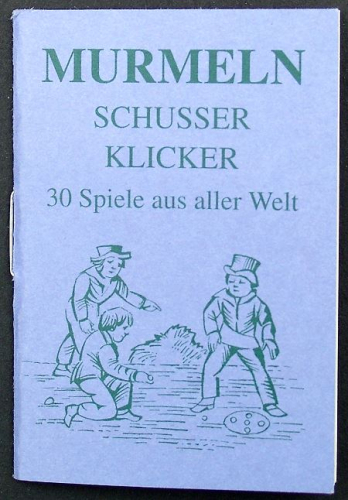 MURMELN
SCHUSSER
KLICKER
30 Spiele aus aller Welt